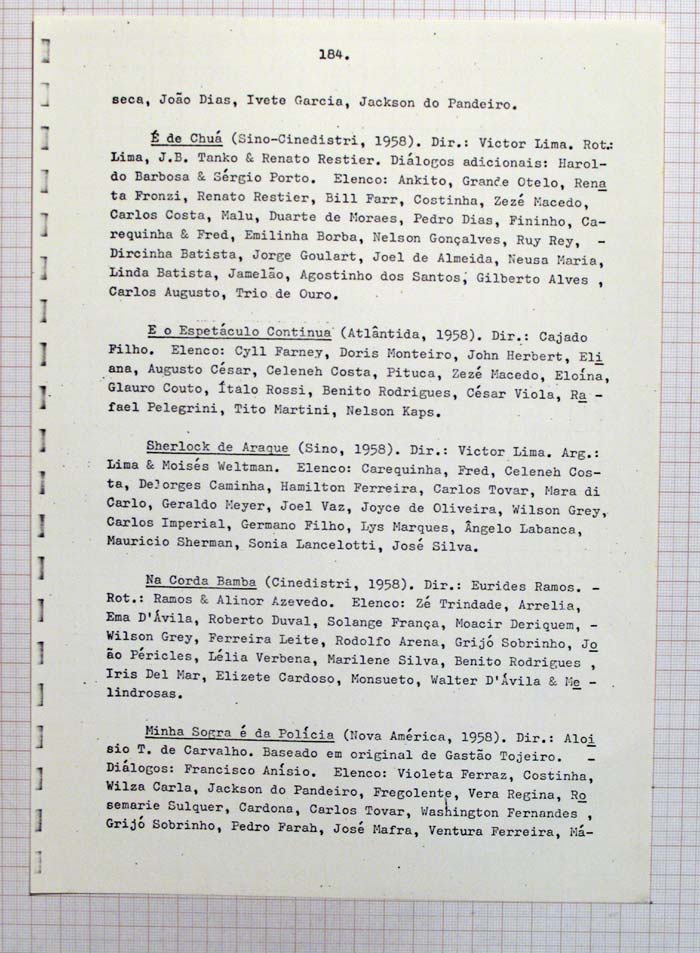 184.
seca, João Dias, Ivete Garcia, Jackson do Pandeiro.
É de Chuá (Sino-Cinedistri, 1958). Dir.: Victor Lima. Rot.:
Lima, J.B. Tanko & Renato Restier. Diálogos adicionais: Harol-
do Barbosa & Sérgio Porto. Elenco: Ankito, Grande Otelo, Rena
ta Fronzi, Renato Restier, Bill Farr, Costinha, Zezé Macedo,
Carlos Costa, Malu, Duarte de Moraes, Pedro Dias, Fininho, Ca-
requinha & Fred, Emilinha Borba, Nelson Gonçalves, Ruy Rey, -
Dircinha Batista, Jorge Goulart, Joel de Almeida, Neusa Maria,
Linda Batista, Jamelão, Agostinho dos Santos, Gilberto Alves ,
Carlos Augusto, Trio de Ouro.
E o Espetáculo Continua (Atlântida, 1958). Dir.: Cajado
Filho. Elenco: Cyll Farney, Doris Monteiro, John Herbert, Eli
ana, Augusto César, Celeneh Costa, Pituca, Zezé Macedo, Eloína,
Glauro Couto, Ítalo Rossi, Benito Rodrigues, César Viola, Ra -
fael Pelegrini, Tito Martini, Nelson Kaps.
Sherlock de Araque (Sino, 1958). Dir.: Victor Lima. Arg.:
Lima & Moisés Weltman. Elenco: Carequinha, Fred, Celeneh Cos-
ta, DeJorges Caminha, Hamilton Ferreira, Carlos Tovar, Mara di
Carlo, Geraldo Meyer, Joel Vaz, Joyce de Oliveira, Wilson Grey,
Carlos Imperial, Germano Filho, Lys Marques, Ângelo Labanca,
Mauricio Sherman, Sonia Lancelotti, José Silva.
Na Corda Bamba (Cinedistri, 1958). Dir.: Eurides Ramos. -
Rot.: Ramos & Alinor Azevedo. Elenco: Zé Trindade, Arrelia,
Ema D'Ávila, Roberto Duval, Solange França, Moacir Deriquem, -
Wilson Grey, Ferreira Leite, Rodolfo Arena, Grijó Sobrinho, Jo
ão Péricles, Lélia Verbena, Marilene Silva, Benito Rodrigues ,
Iris Del Mar, Elizete Cardoso, Monsueto, Walter D'Ávila & Me -
lindrosas.
Minha Sogra é da Polícia (Nova América, 1958). Dir.: Aloi
sio T. de Carvalho. Baseado em original de Gastão Tojeiro. -
Diálogos: Francisco Anísio. Elenco: Violeta Ferraz, Costinha,
Wilza Carla, Jackson do Pandeiro, Fregolente, Vera Regina, Ro
semarie Sulquer, Cardona, Carlos Tovar, Washington Fernandes ,
Grijó Sobrinho, Pedro Farah, José Mafra, Ventura Ferreira, Má-